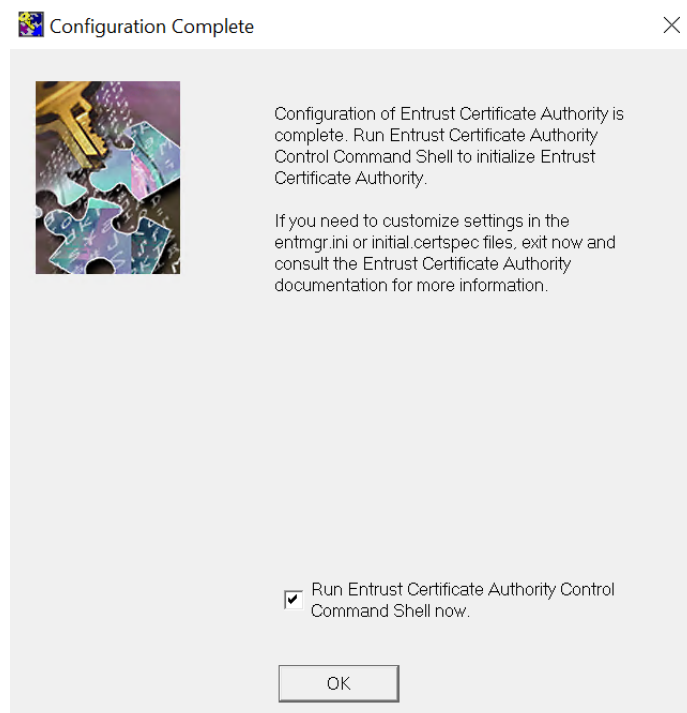 Configuration Complete
Configuration of Entrust Certificate Authority is
complete. Run Entrust Certificate Authority
Control Command Shell to initialize Entrust
Certificate Authority.
If you need to customize settings in the
entmgr.ini or initial.certspec files, exit now and
consult the Entrust Certificate Authority
documentation for more information.
Run Entrust Certificate Authority Control
Command Shell now.
OK